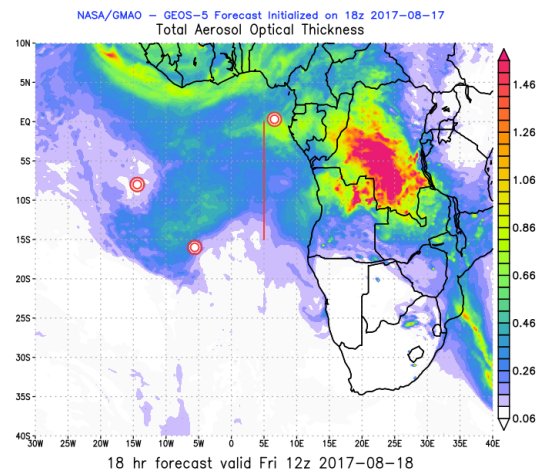 NASA/GMAO - GEOS-5 Forecast Initialized on 18z 2017-08-17
Total Aerosol Optical Thickness
10N
5N
EQ
5S
10S
15S
20S
25S
30S
35S
40S
30W 25W 20W 15W 10W 5W 0 5E 10E 15E 20E 25E 30E 35E 40E
1.46
1.26
1.06
0.86
0.66
0.46
0.26
0.06
18 hr forecast valid Fri 12z 2017-08-18